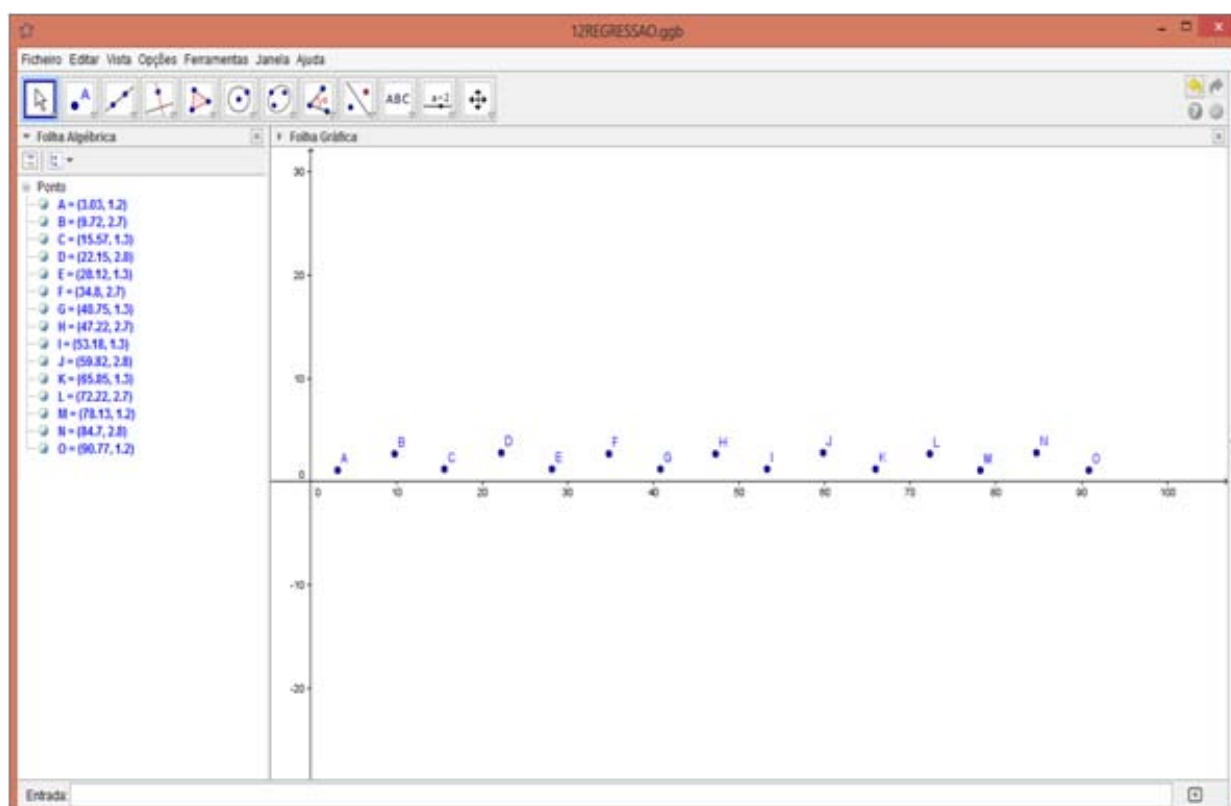 12REGRESSAO.ggb
Ficheiro Editar Vista Opções Ferramentas Janela Ajuda
A ABC a=2
Folha Algébrica
Folha Gráfica
Ponto
A = (3.03, 1.2)
B = (9.72, 2.7)
C = (15.57, 1.3)
D = (22.15, 2.8)
E = (28.12, 1.3)
F = (34.8, 2.7)
G = (40.75, 1.3)
H = (47.22, 2.7)
I = (53.18, 1.3)
J = (59.82, 2.8)
K = (65.85, 1.3)
L = (72.22, 2.7)
M = (78.13, 1.2)
N = (84.7, 2.8)
O = (90.77, 1.2)
30
20
10
A B C D E F G H I J K L M N O
0
0 10 20 30 40 50 60 70 80 90 100
-10
-20
Entrada: